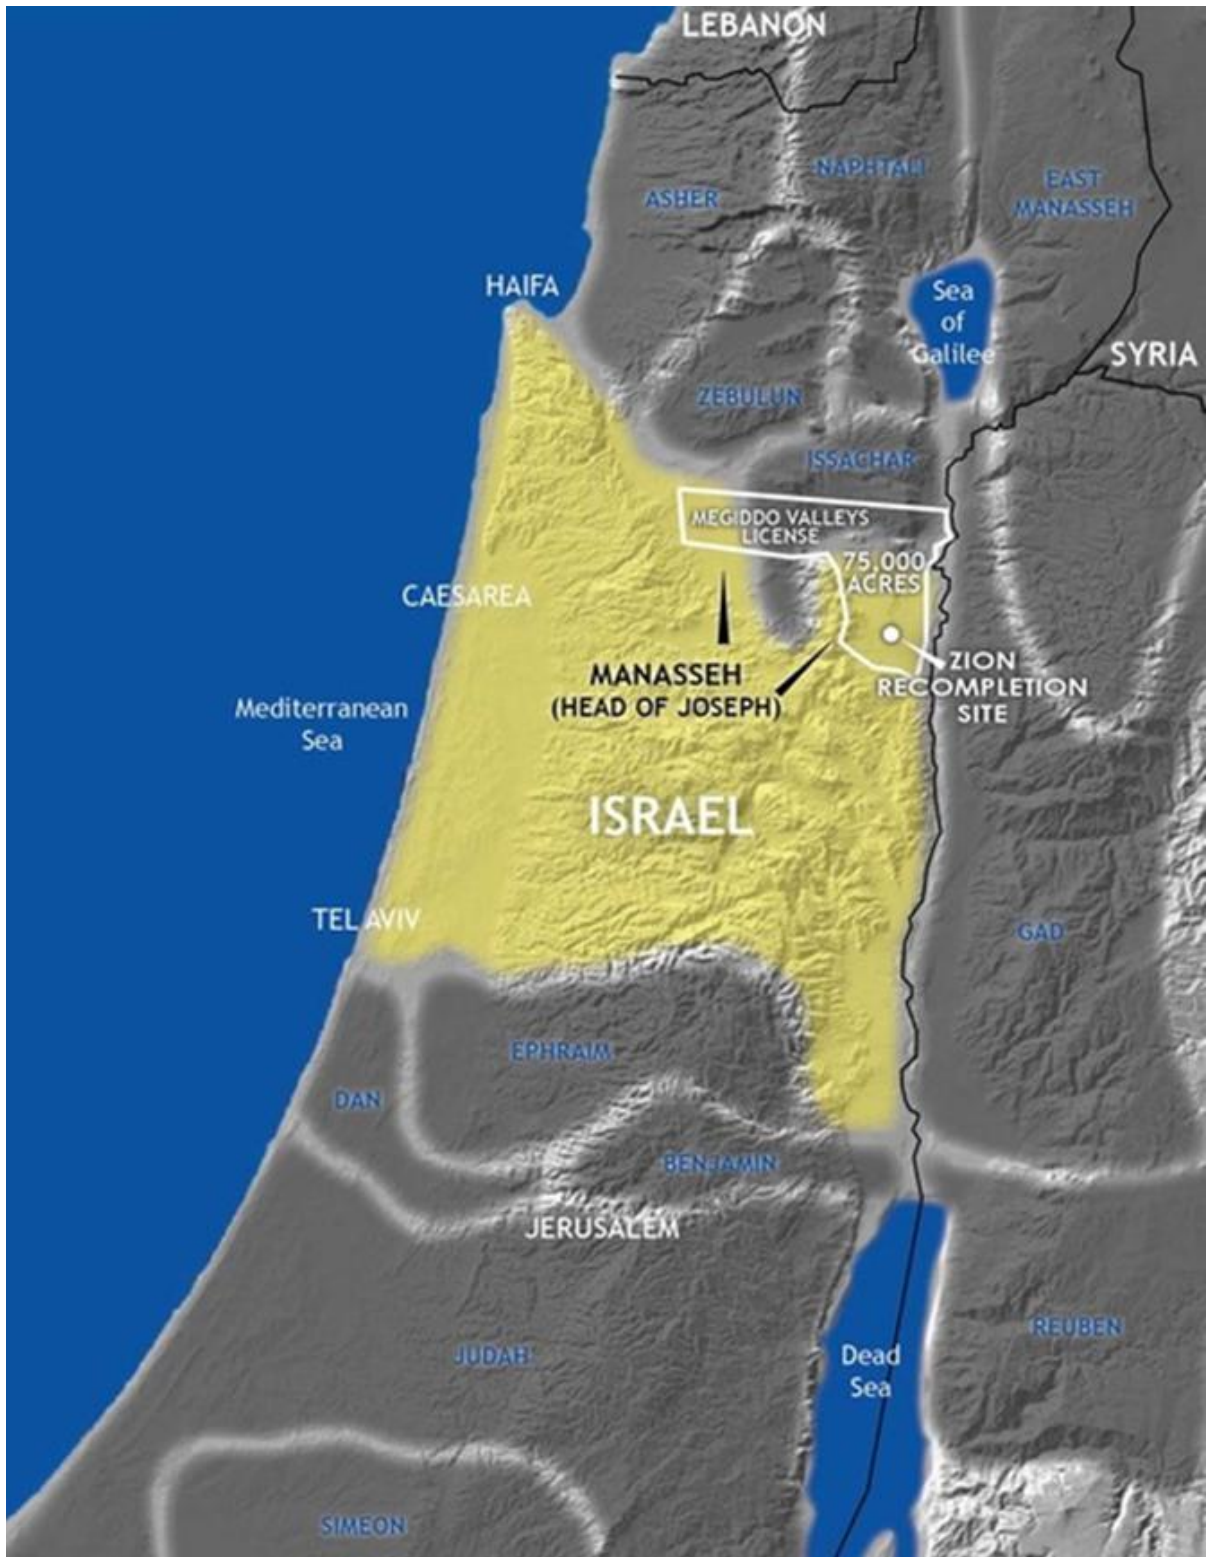 LEBANON
NAPHTALI
ASHER
EAST
MANASSEH
HAIFA
Sea
of
Galilee
SYRIA
ZEBULUN
ISSACHAR
MEGIDDO VALLEYS
LICENSE
75,000
ACRES
CAESAREA
MANASSEH
(HEAD OF JOSEPH)
ZION
RECOMPLETION
SITE
Mediterranean
Sea
ISRAEL
TEL AVIV
GAD
EPHRAIM
DAN
BENJAMIN
JERUSALEM
REUBEN
JUDAH
Dead
Sea
SIMEON